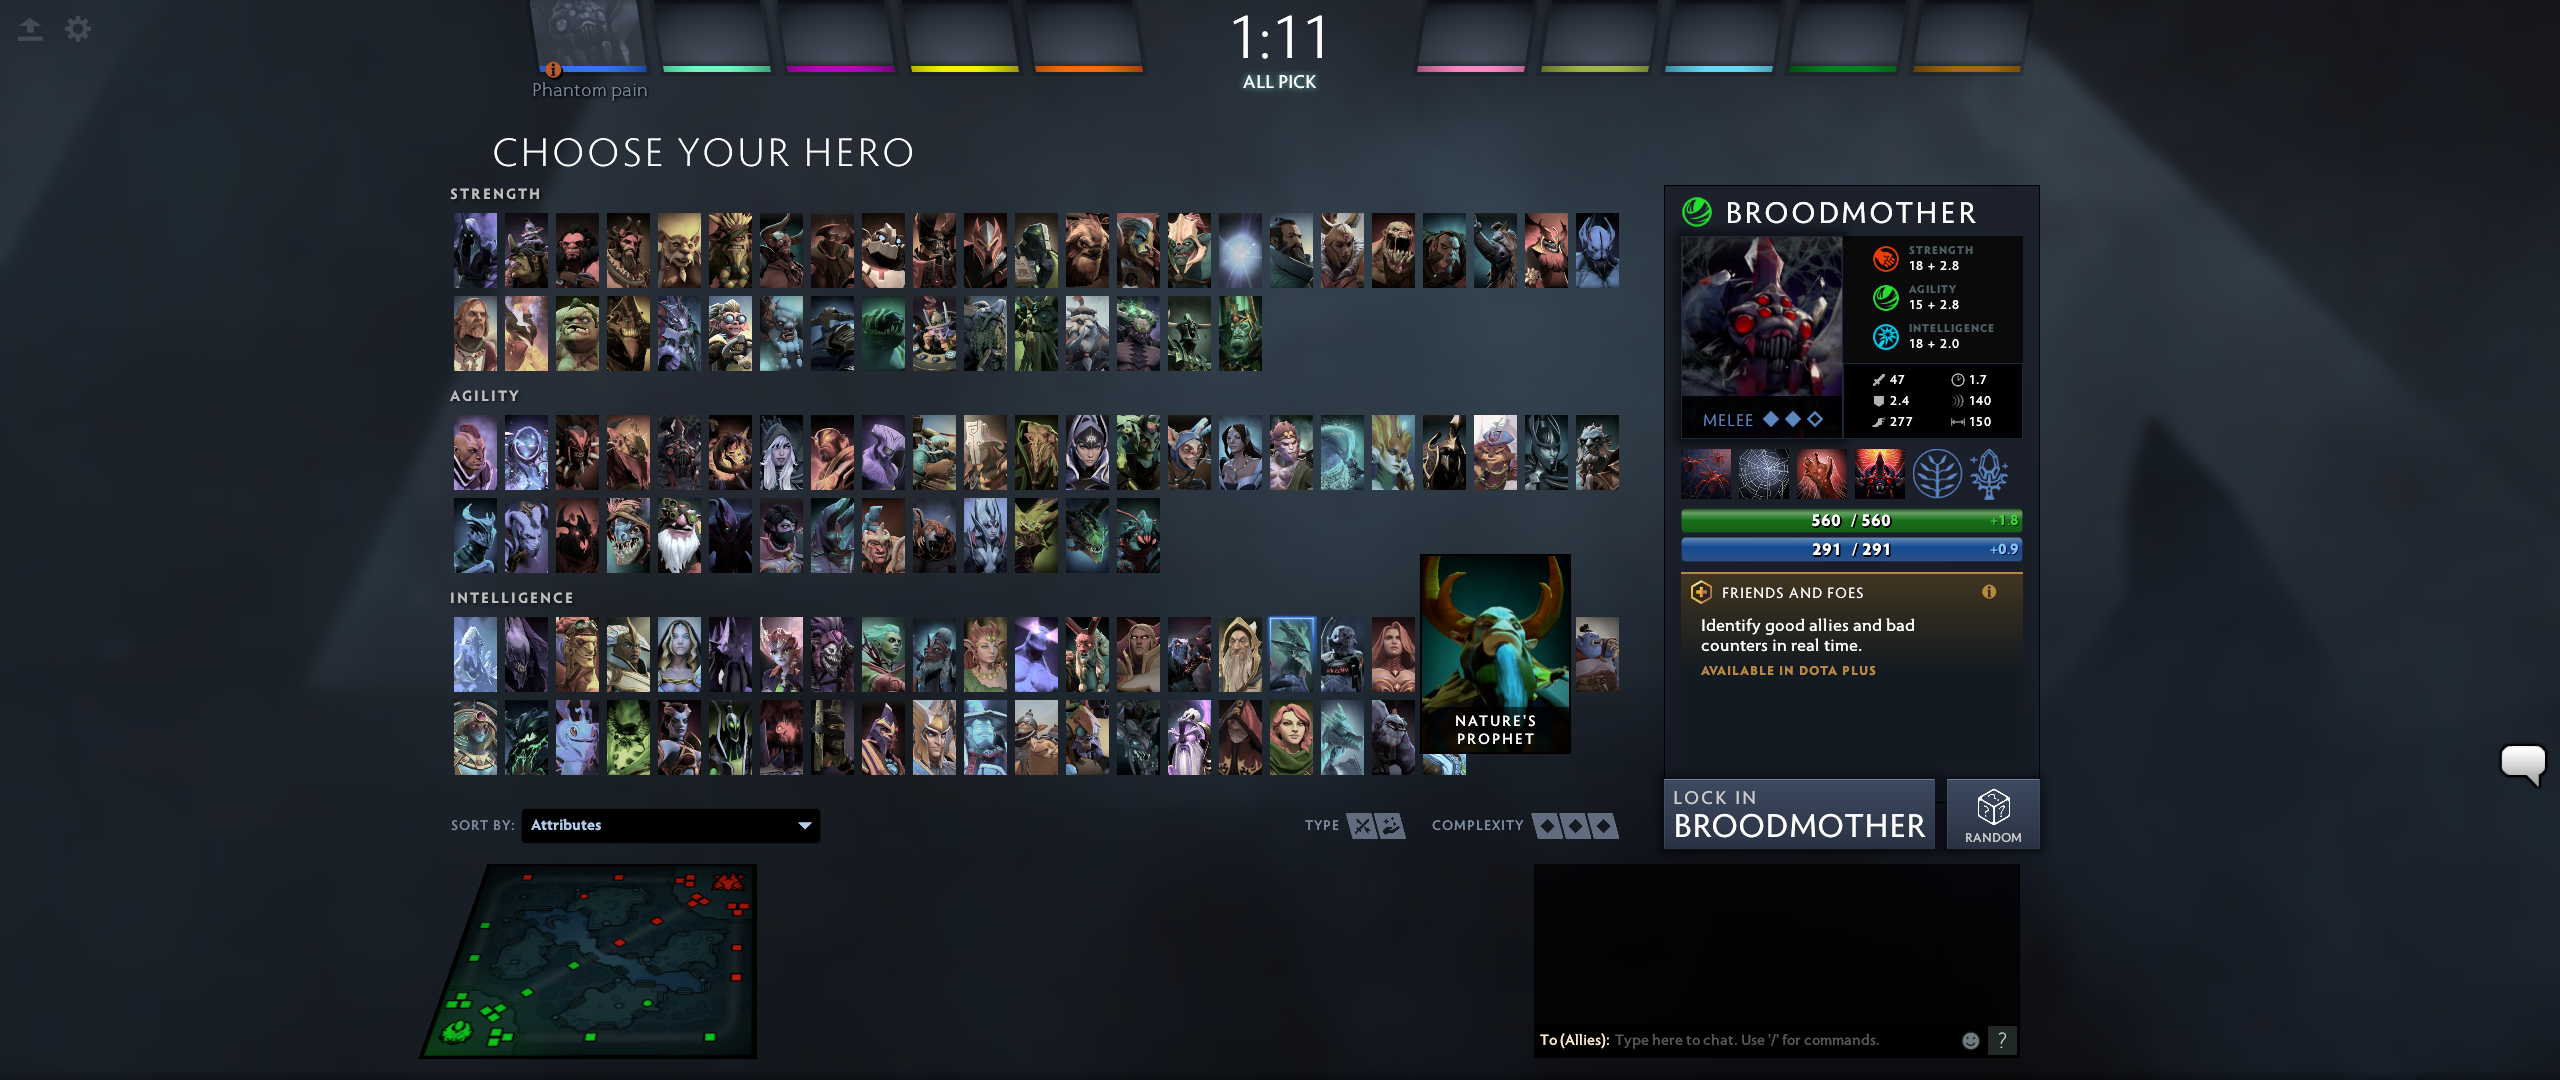 1:11
ALL PICK
Phantom pain
CHOOSE YOUR HERO
STRENGTH
AGILITY
INTELLIGENCE
NATURE'S
PROPHET
BROODMOTHER
STRENGTH
18 + 2.8
AGILITY
15 + 2.8
INTELLIGENCE
18 + 2.0
MELEE
47
1.7
2.4
140
277
150
560 / 560
+1.8
291 / 291
+0.9
FRIENDS AND FOES
Identify good allies and bad
counters in real time.
AVAILABLE IN DOTA PLUS
LOCK IN
BROODMOTHER
RANDOM
SORT BY: Attributes
TYPE
COMPLEXITY
To (Allies): Type here to chat. Use '/' for commands.
?